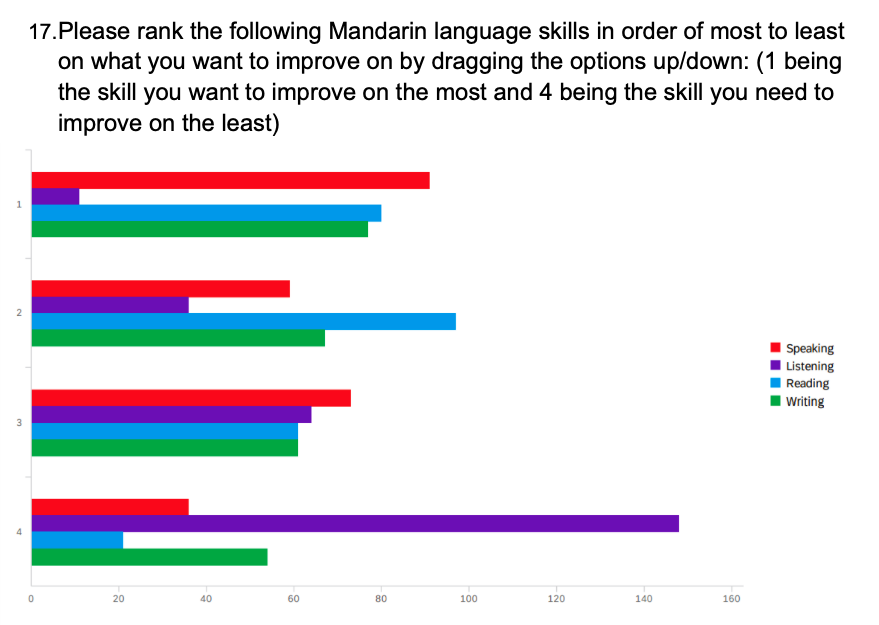 17.Please rank the following Mandarin language skills in order of most to least
on what you want to improve on by dragging the options up/down: (1 being
the skill you want to improve on the most and 4 being the skill you need to
improve on the least)
1
2
3
4
Speaking
Listening
Reading
Writing
0 20 40 60 80 100 120 140 160